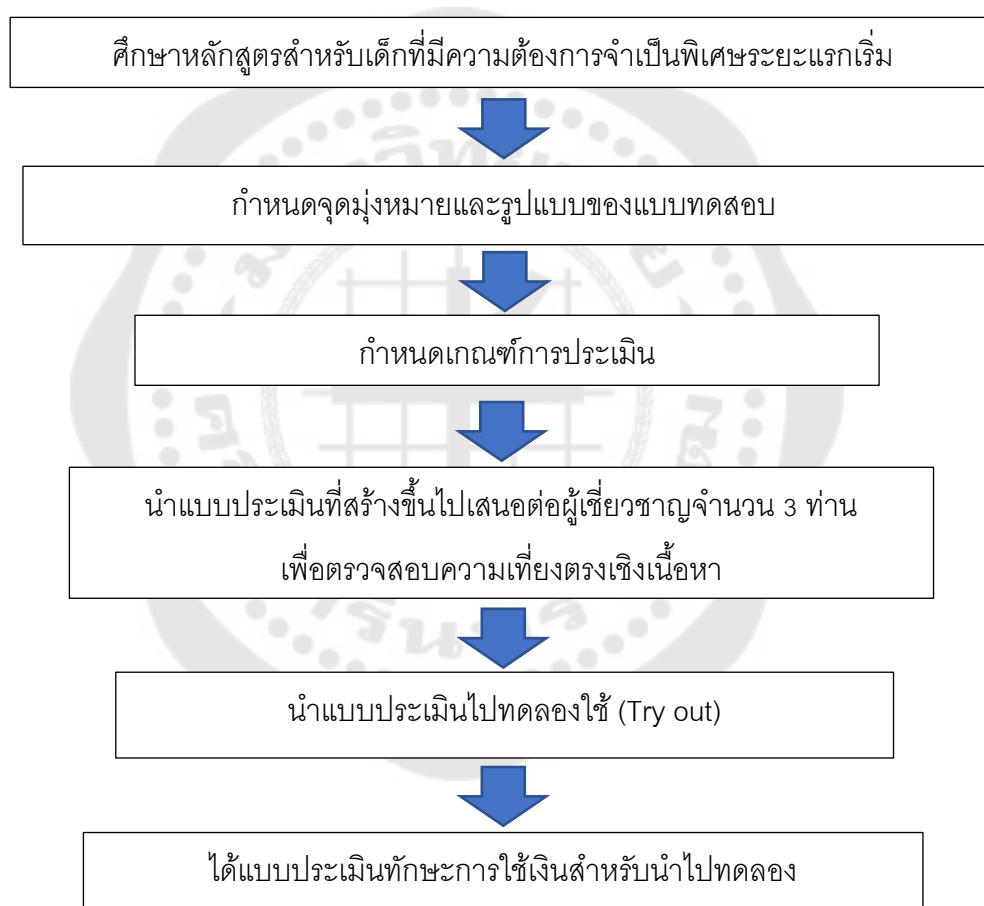 ศึกษาหลักสูตรสำหรับเด็กที่มีความต้องการจำเป็นพิเศษระยะแรกเริ่ม
กำหนดจุดมุ่งหมายและรูปแบบของแบบทดสอบ
กำหนดเกณฑ์การประเมิน
นำแบบประเมินที่สร้างขึ้นไปเสนอต่อผู้เชี่ยวชาญจำนวน 3 ท่าน
เพื่อตรวจสอบความเที่ยงตรงเชิงเนื้อหา
นำแบบประเมินไปทดลองใช้ (Try out)
ได้แบบประเมินทักษะการใช้เงินสำหรับนำไปทดลอง